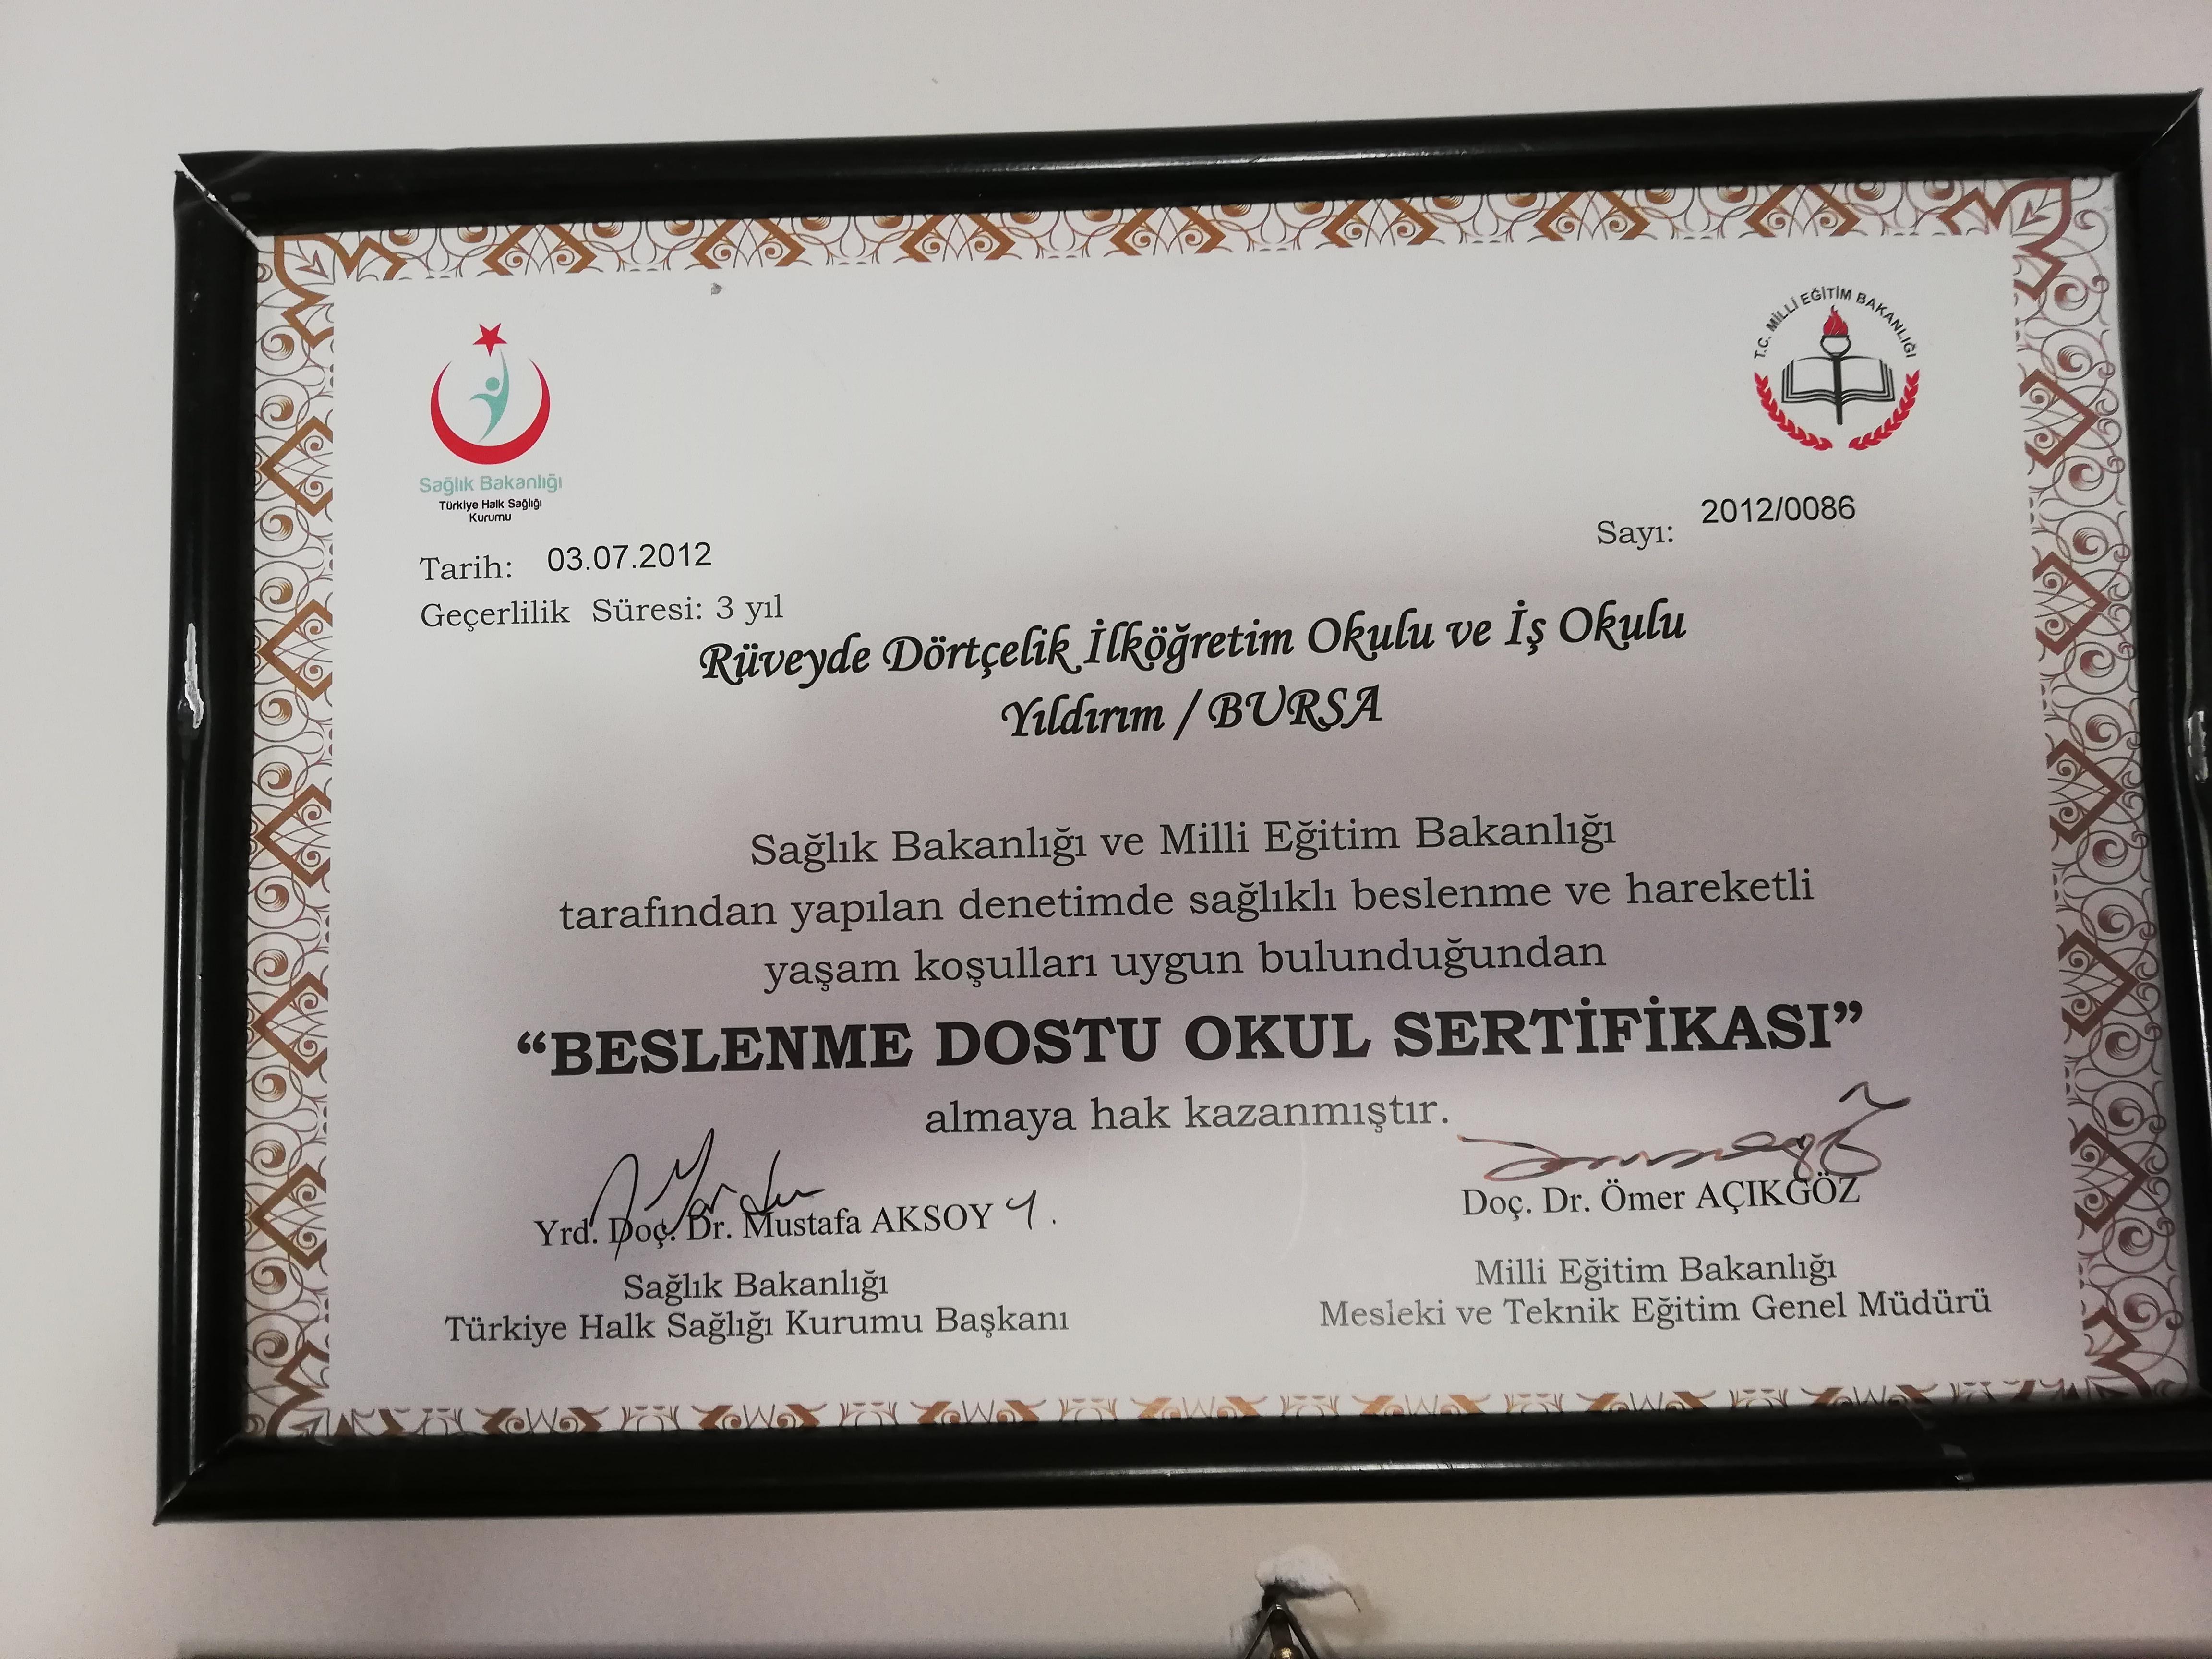 T.C. MİLLİ EĞİTİM BAKANLIĞI
Sağlık Bakanlığı
Türkiye Halk Sağlığı
Kurumu
Sayı: 2012/0086
Tarih: 03.07.2012
Geçerlilik Süresi: 3 yıl
Rüveyde Dörtçelik İlköğretim Okulu ve İş Okulu
Yıldırım / BURSA
Sağlık Bakanlığı ve Milli Eğitim Bakanlığı
tarafından yapılan denetimde sağlıklı beslenme ve hareketli
yaşam koşulları uygun bulunduğundan
“BESLENME DOSTU OKUL SERTİFİKASI”
almaya hak kazanmıştır.
Yrd. Doç. Dr. Mustafa AKSOY
Sağlık Bakanlığı
Türkiye Halk Sağlığı Kurumu Başkanı
Doç. Dr. Ömer AÇIKGÖZ
Milli Eğitim Bakanlığı
Mesleki ve Teknik Eğitim Genel Müdürü